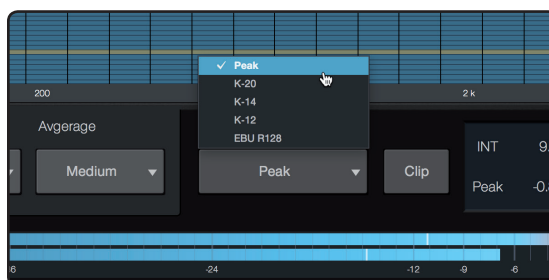 Peak
K-20
K-14
K-12
EBU R128
200
2 k
Avgerage
Medium
Peak
Clip
INT
9.
Peak
-0.
-24
-12
-9
-6